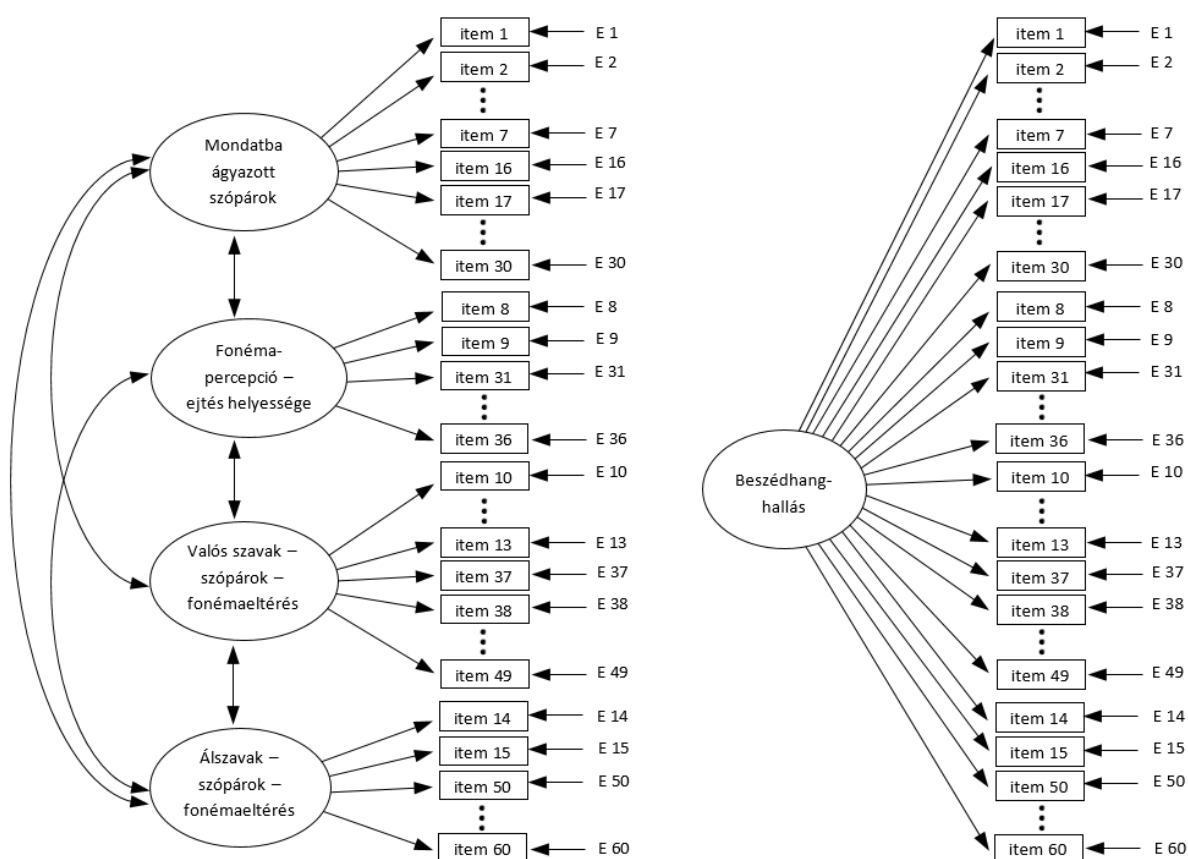 item 1
E 1
item 2
E 2
item 7
E 7
item 16
E 16
item 17
E 17
item 30
E 30
item 8
E 8
item 9
E 9
item 31
E 31
item 36
E 36
item 10
E 10
item 13
E 13
item 37
E 37
item 38
E 38
item 49
E 49
item 14
E 14
item 15
E 15
item 50
E 50
item 60
E 60
Mondatba
ágyazott
szópárok
Fonéma-
percepció –
ejtés helyessége
Valós szavak –
szópárok –
fonémaeltérés
Álszavak –
szópárok –
fonémaeltérés
Beszédhang-
hallás
item 1
E 1
item 2
E 2
item 7
E 7
item 16
E 16
item 17
E 17
item 30
E 30
item 8
E 8
item 9
E 9
item 31
E 31
item 36
E 36
item 10
E 10
item 13
E 13
item 37
E 37
item 38
E 38
item 49
E 49
item 14
E 14
item 15
E 15
item 50
E 50
item 60
E 60